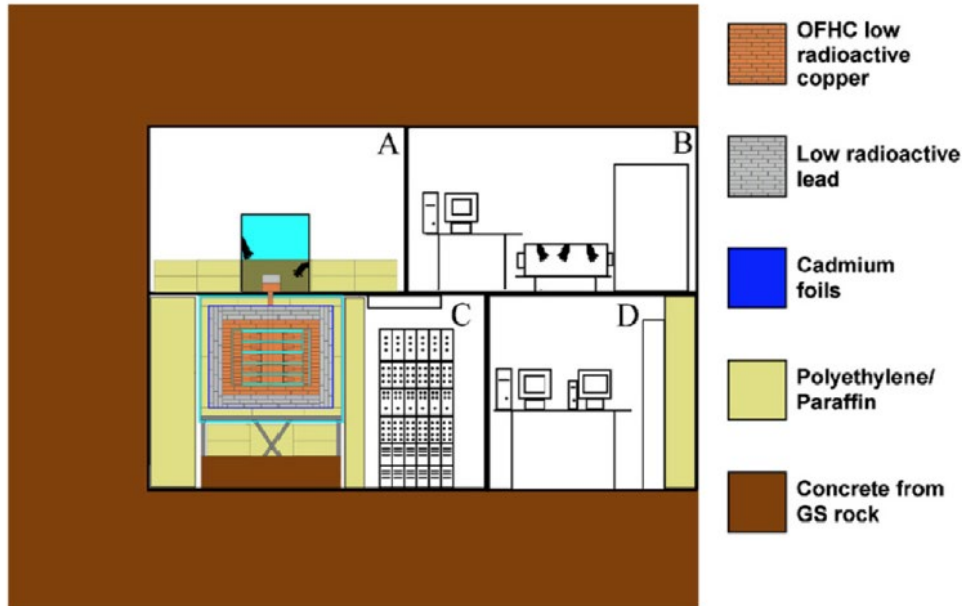 A
B
C
D
OFHC low
radioactive
copper
Low radioactive
lead
Cadmium
foils
Polyethylene/
Paraffin
Concrete from
GS rock